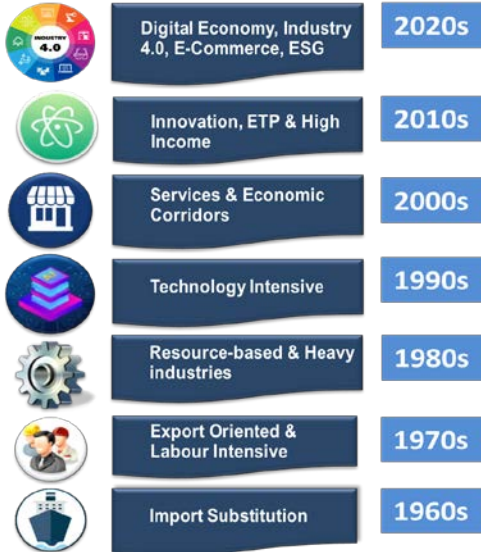 INDUSTRY
4.0
Digital Economy, Industry
4.0, E-Commerce, ESG
2020s
Innovation, ETP & High
Income
2010s
Services & Economic
Corridors
2000s
Technology Intensive
1990s
Resource-based & Heavy
industries
1980s
Export Oriented &
Labour Intensive
1970s
Import Substitution
1960s